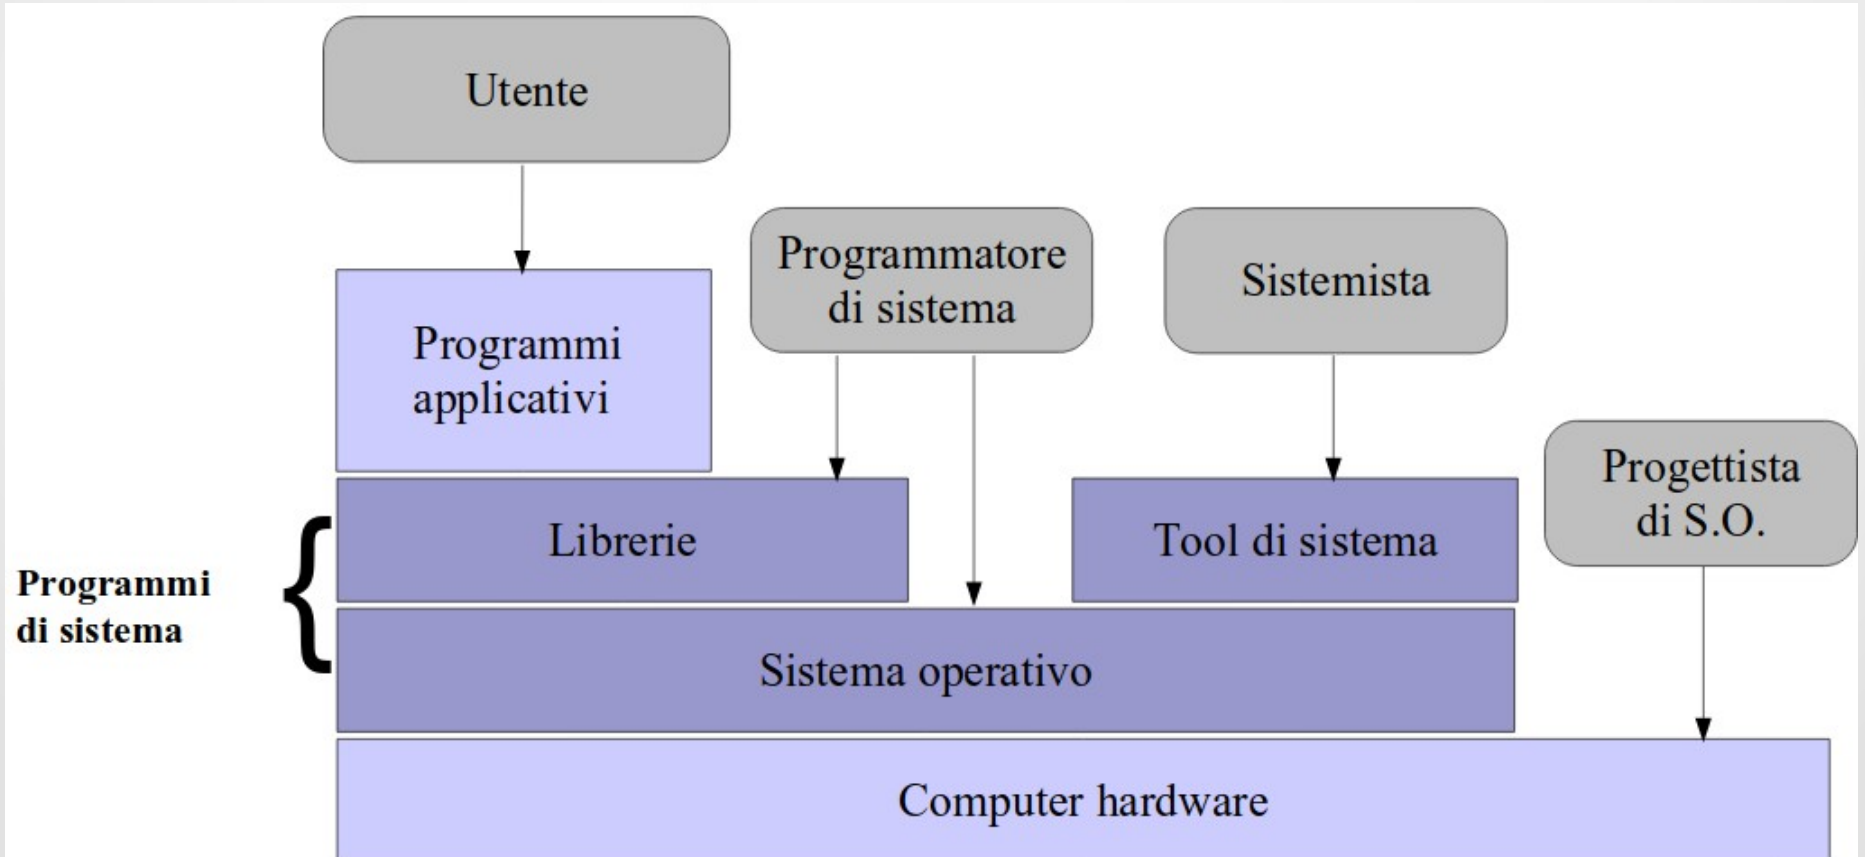 Utente
Programmatore
di sistema
Sistemista
Programmi
applicativi
Progettista
di S.O.
Librerie
Tool di sistema
Programmi
di sistema
Sistema operativo
Computer hardware